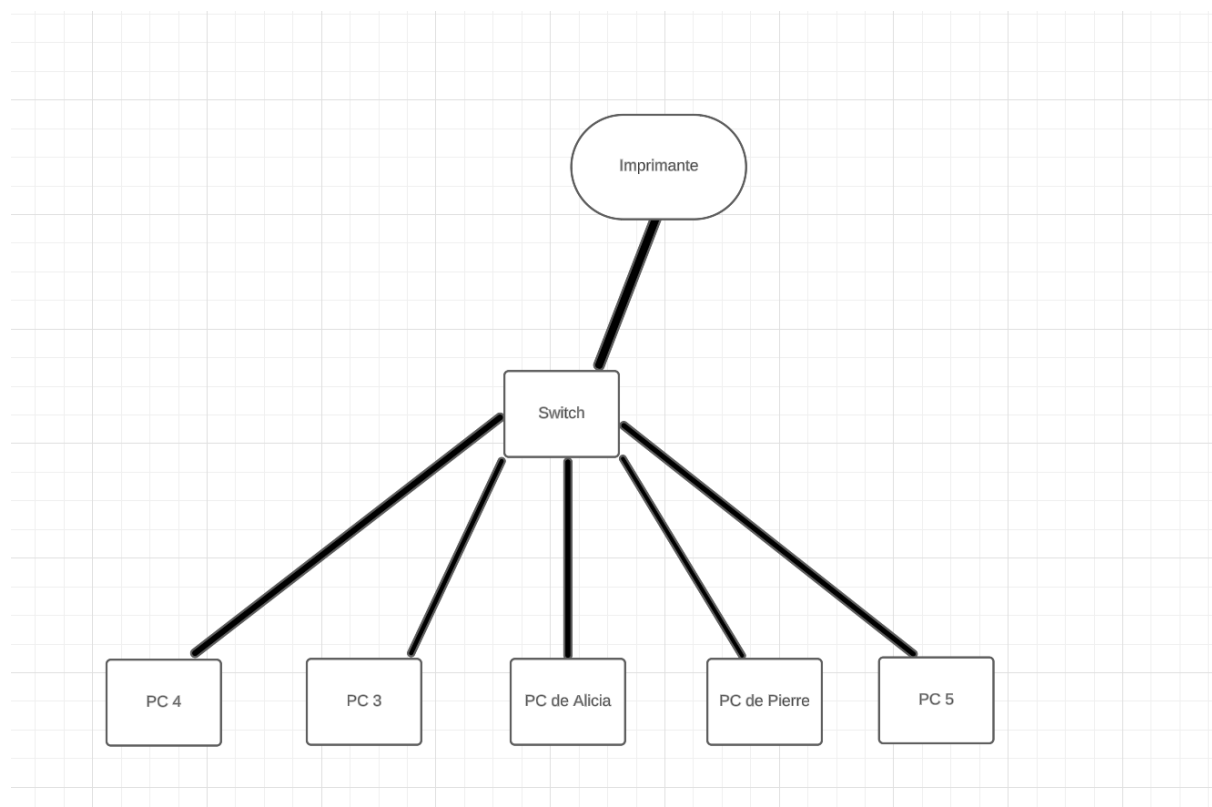 Imprimante
Switch
PC 4
PC 3
PC de Alicia
PC de Pierre
PC 5